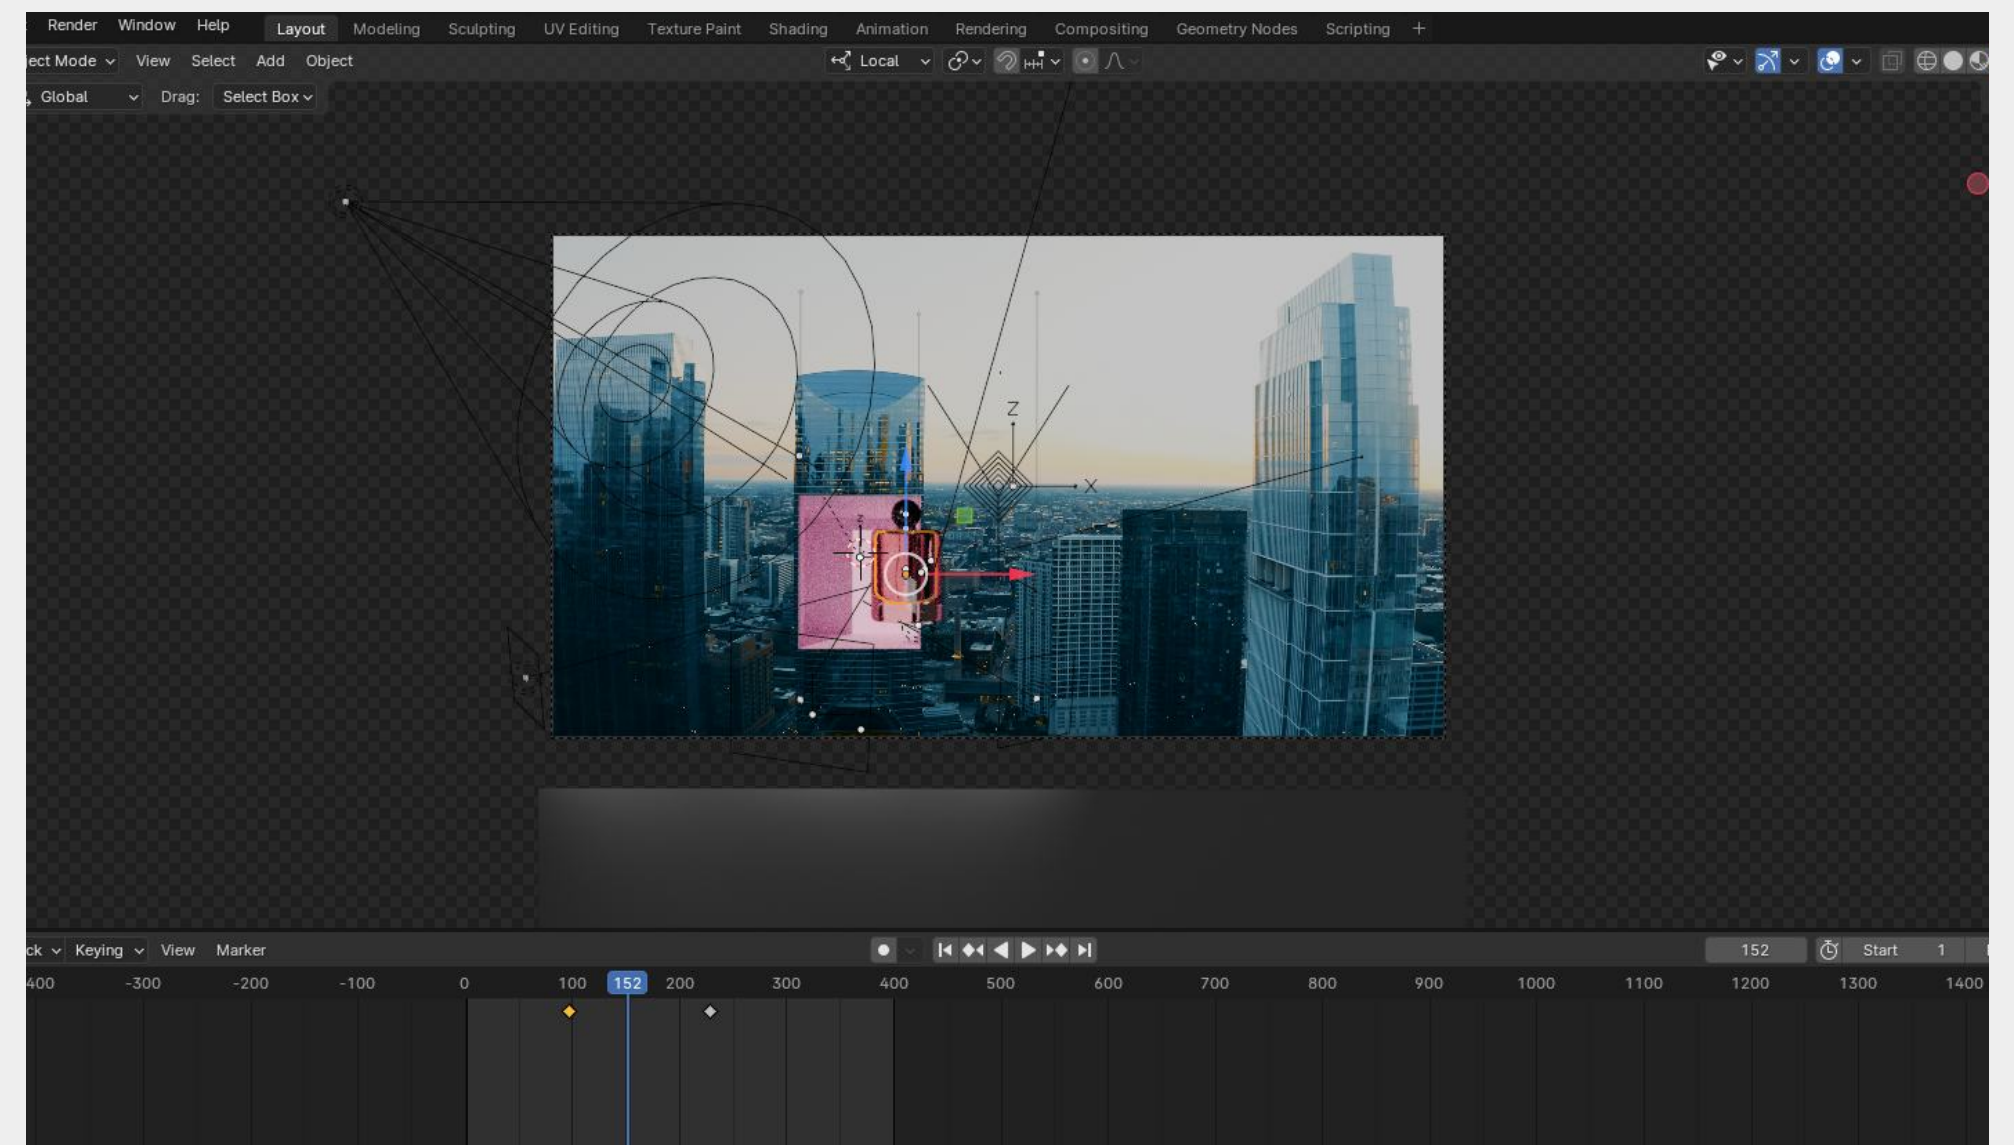 Render Window Help Layout Modeling Sculpting UV Editing Texture Paint Shading Animation Rendering Compositing Geometry Nodes Scripting +
ect Mode View Select Add Object Local
Global Drag: Select Box
Z
X
ck Keying View Marker 152 Start 1
400 -300 -200 -100 0 100 152 200 300 400 500 600 700 800 900 1000 1100 1200 1300 1400